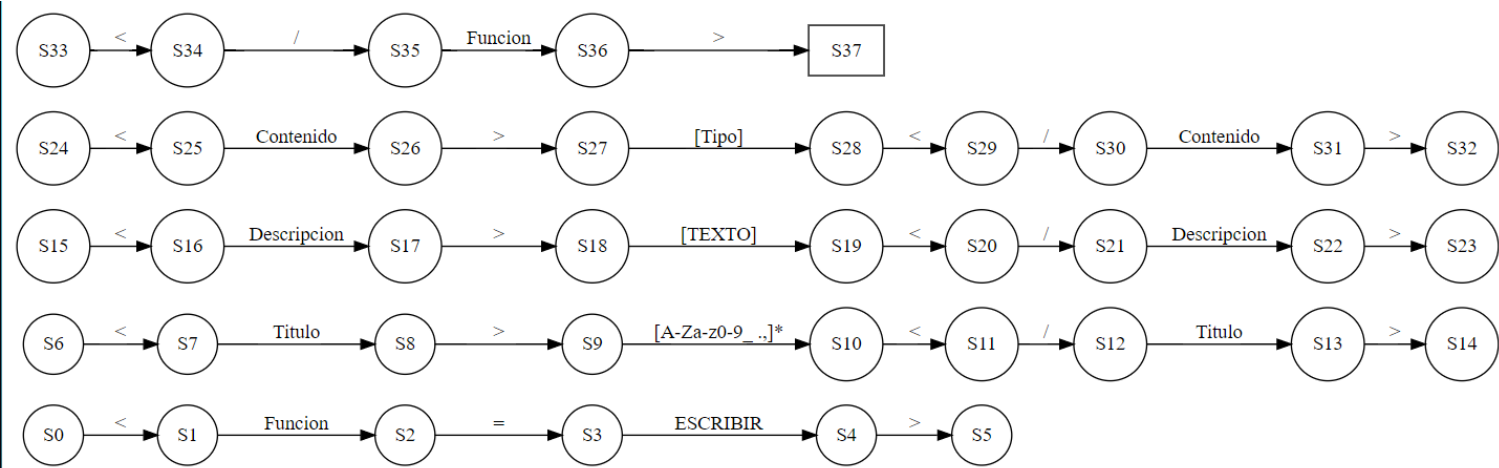 S33 < S34 / S35 Funcion S36 > S37
S24 < S25 Contenido S26 > S27 [Tipo] S28 < S29 / S30 Contenido S31 > S32
S15 < S16 Descripcion S17 > S18 [TEXTO] S19 < S20 / S21 Descripcion S22 > S23
S6 < S7 Titulo S8 > S9 [A-Za-z0-9_ .,]* S10 < S11 / S12 Titulo S13 > S14
S0 < S1 Funcion S2 = S3 ESCRIBIR S4 > S5